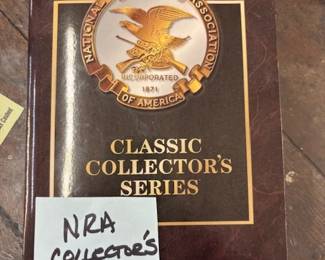 NATIONAL
ASSOCIATION
INCORPORATED
1871
OF AMERICA
CLASSIC
COLLECTOR'S
SERIES
NRA
COLLECTOR'S